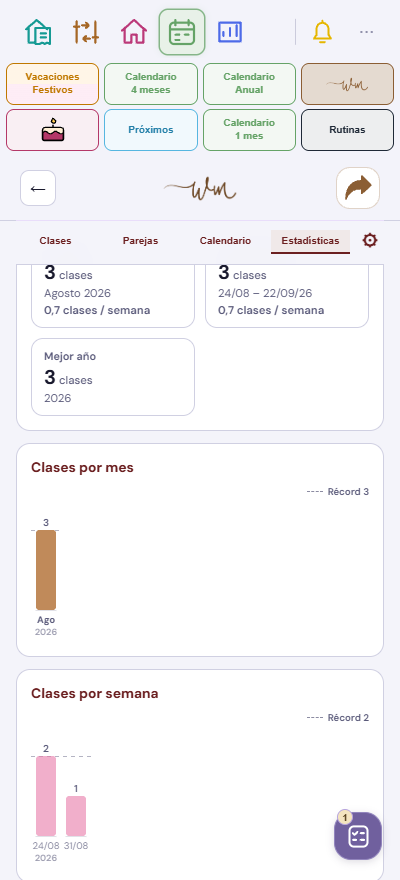 Vacaciones
Festivos
Calendario
4 meses
Calendario
Anual
Wm
Próximos
Calendario
1 mes
Rutinas
←
Wm
Clases
Parejas
Calendario
Estadísticas
3 clases
Agosto 2026
0,7 clases / semana
3 clases
24/08 – 22/09/26
0,7 clases / semana
Mejor año
3 clases
2026
Clases por mes
---- Récord 3
3
Ago
2026
Clases por semana
---- Récord 2
2
1
24/08 31/08
2026
1